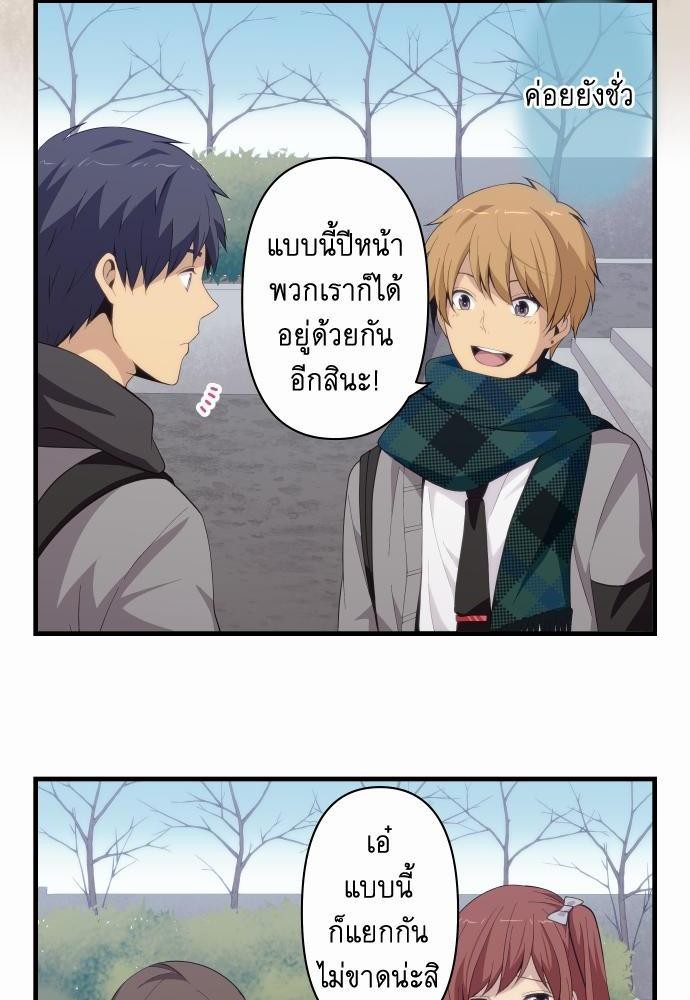 ค่อยยังชั่ว
แบบนี้ปีหน้า
พวกเราก็ได้
อยู่ด้วยกัน
อีกสินะ!
เอ๋
แบบนี้
ก็แยกกัน
ไม่ขาดน่ะสิ